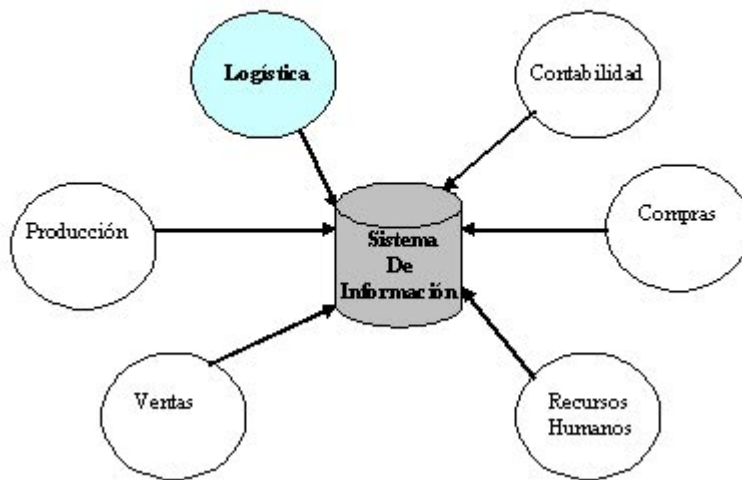 Logística
Contabilidad
Producción
Sistema
De
Información
Compras
Ventas
Recursos
Humanos